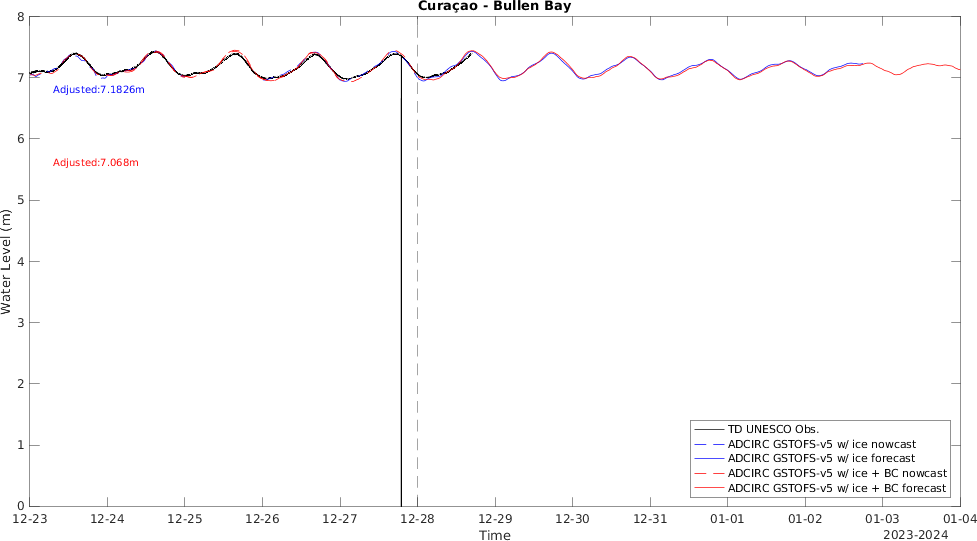 Curaçao - Bullen Bay
8
7
6
5
4
3
2
1
0
Water Level (m)
Adjusted:7.1826m
Adjusted:7.068m
TD UNESCO Obs.
ADCIRC GSTOFS-v5 w/ ice nowcast
ADCIRC GSTOFS-v5 w/ ice forecast
ADCIRC GSTOFS-v5 w/ ice + BC nowcast
ADCIRC GSTOFS-v5 w/ ice + BC forecast
12-23 12-24 12-25 12-26 12-27 12-28 12-29 12-30 12-31 01-01 01-02 01-03 01-04
Time
2023-2024